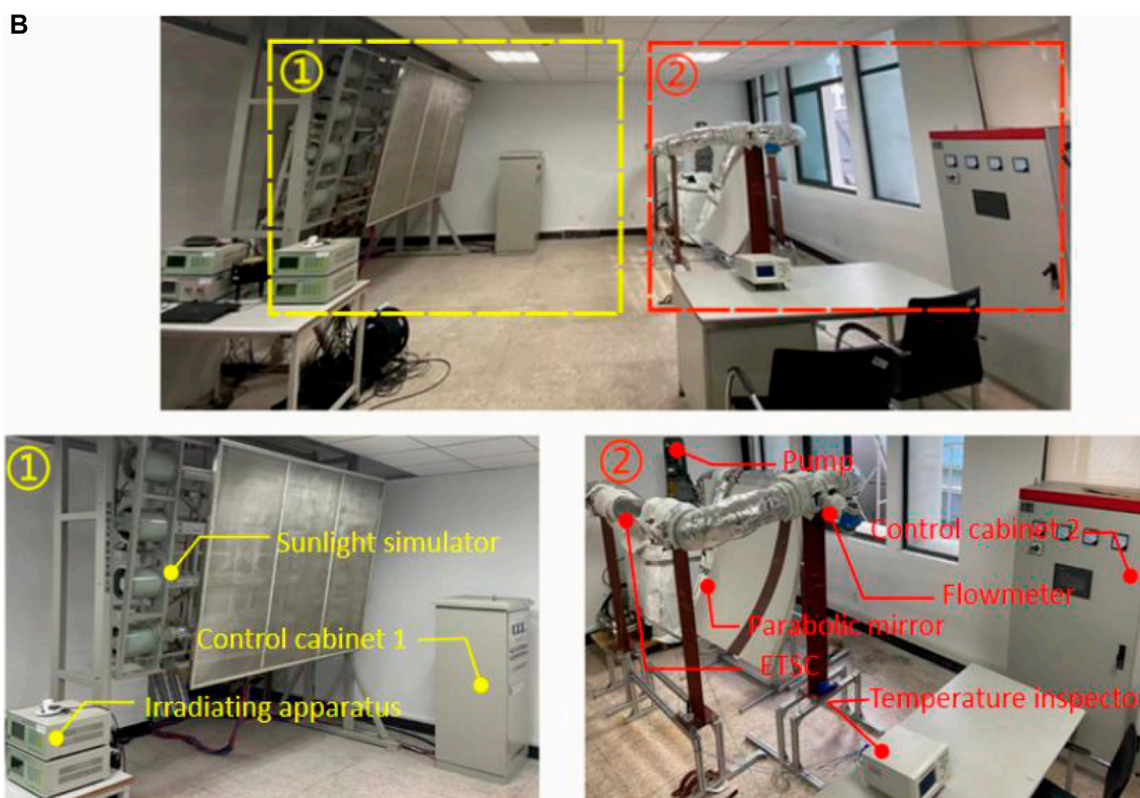 B
①
②
①
Sunlight simulator
Control cabinet 1
Irradiating apparatus
②
Pump
Control cabinet 2
Flowmeter
Parabolic mirror
ETSC
Temperature inspecto